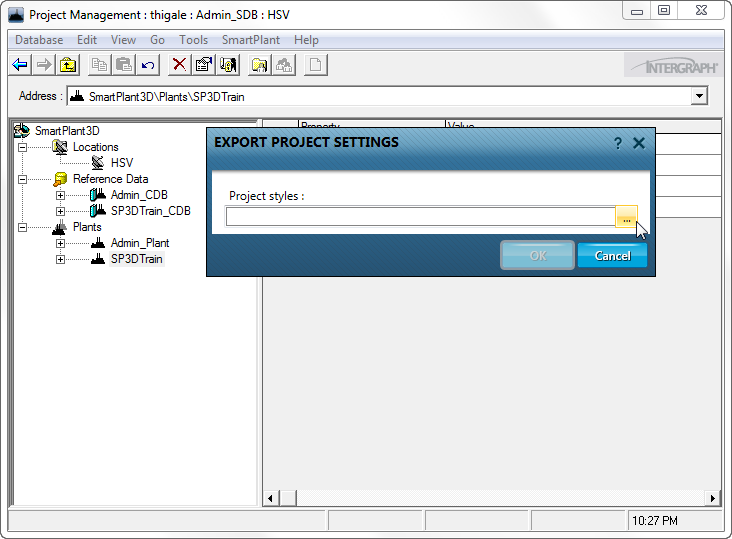 Project Management : thigale : Admin_SDB : HSV
Database Edit View Go Tools SmartPlant Help
INTERGRAPH
Address : SmartPlant3D\Plants\SP3DTrain
SmartPlant3D
Locations
HSV
Reference Data
Admin_CDB
SP3DTrain_CDB
Plants
Admin_Plant
SP3DTrain
Property Value
EXPORT PROJECT SETTINGS
?
Project styles :
...
OK Cancel
10:27 PM